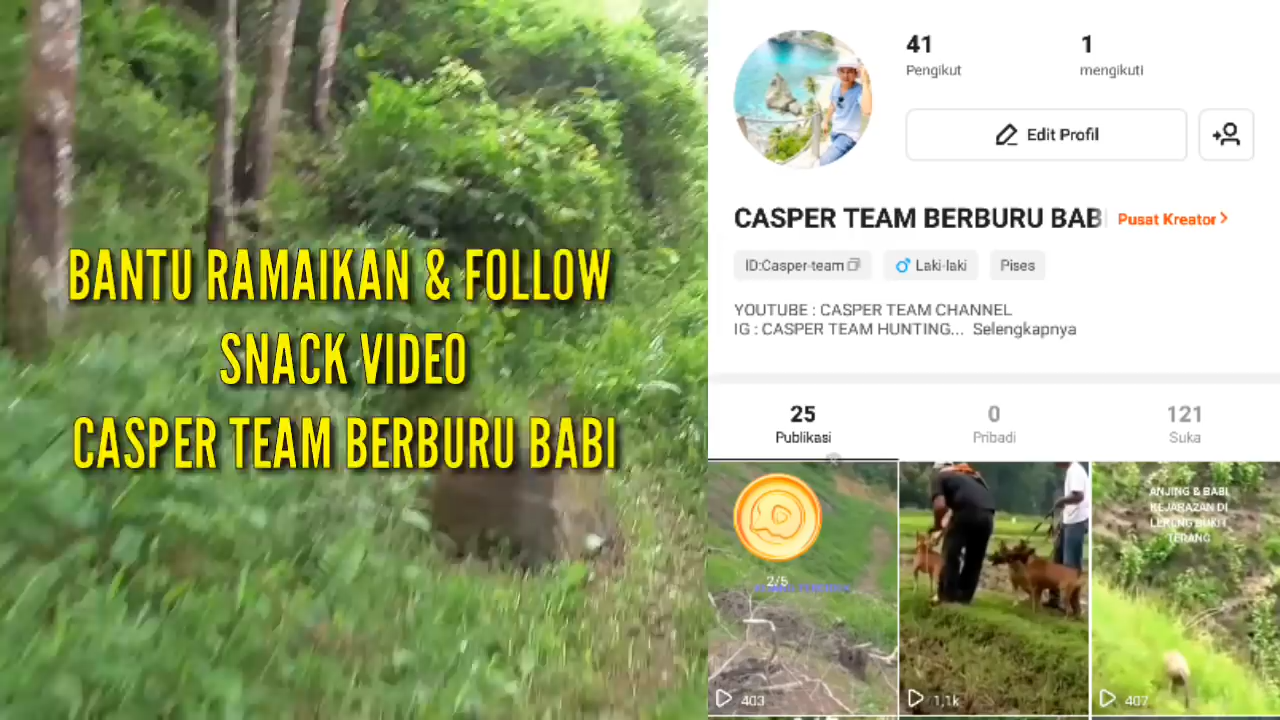 BANTU RAMAIKAN & FOLLOW
SNACK VIDEO
CASPER TEAM BERBURU BABI
41
Pengikut
1
mengikuti
Edit Profil
CASPER TEAM BERBURU BAB
Pusat Kreator
ID:Casper-team
Laki-laki
Pises
YOUTUBE : CASPER TEAM CHANNEL
IG : CASPER TEAM HUNTING... Selengkapnya
25
Publikasi
0
Pribadi
121
Suka
2/5
403
1,1k
ANJING & BABI
KEJARAZAN DI
LERENG BUKIT
TERANG
407